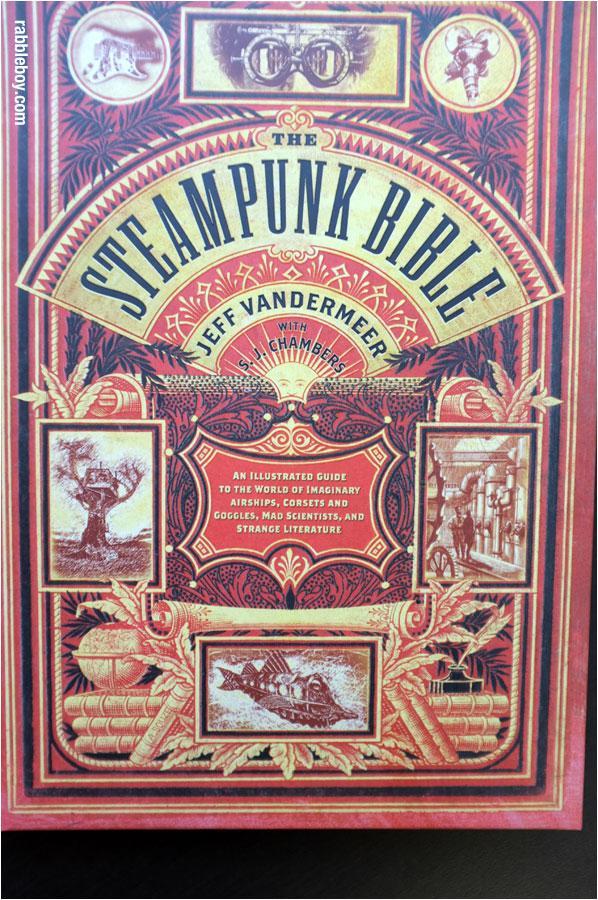 rabbleboy.com
THE
STEAMPUNK BIBLE
JEFF VANDERMEER
WITH
S. J. CHAMBERS
AN ILLUSTRATED GUIDE
TO THE WORLD OF IMAGINARY
AIRSHIPS, CORSETS AND
GOGGLES, MAD SCIENTISTS, AND
STRANGE LITERATURE